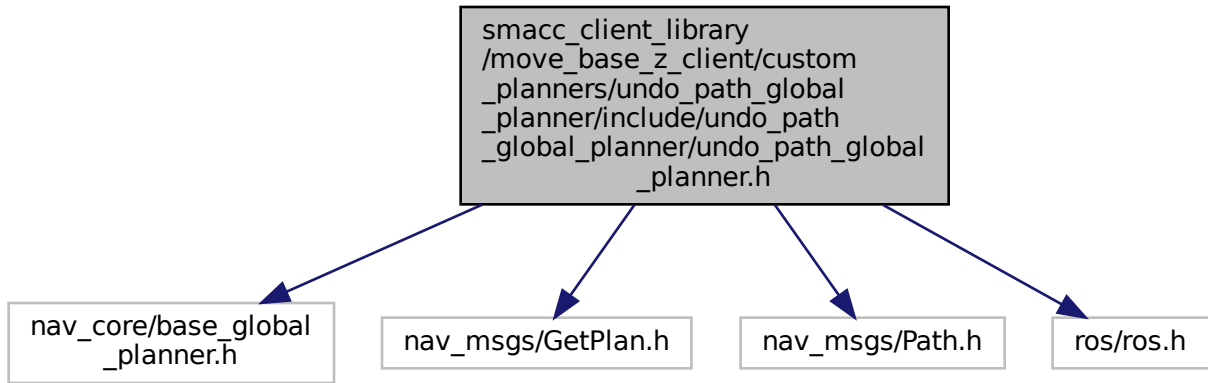 smacc_client_library
/move_base_z_client/custom
_planners/undo_path_global
_planner/include/undo_path
_global_planner/undo_path_global
_planner.h
nav_core/base_global
_planner.h
nav_msgs/GetPlan.h
nav_msgs/Path.h
ros/ros.h